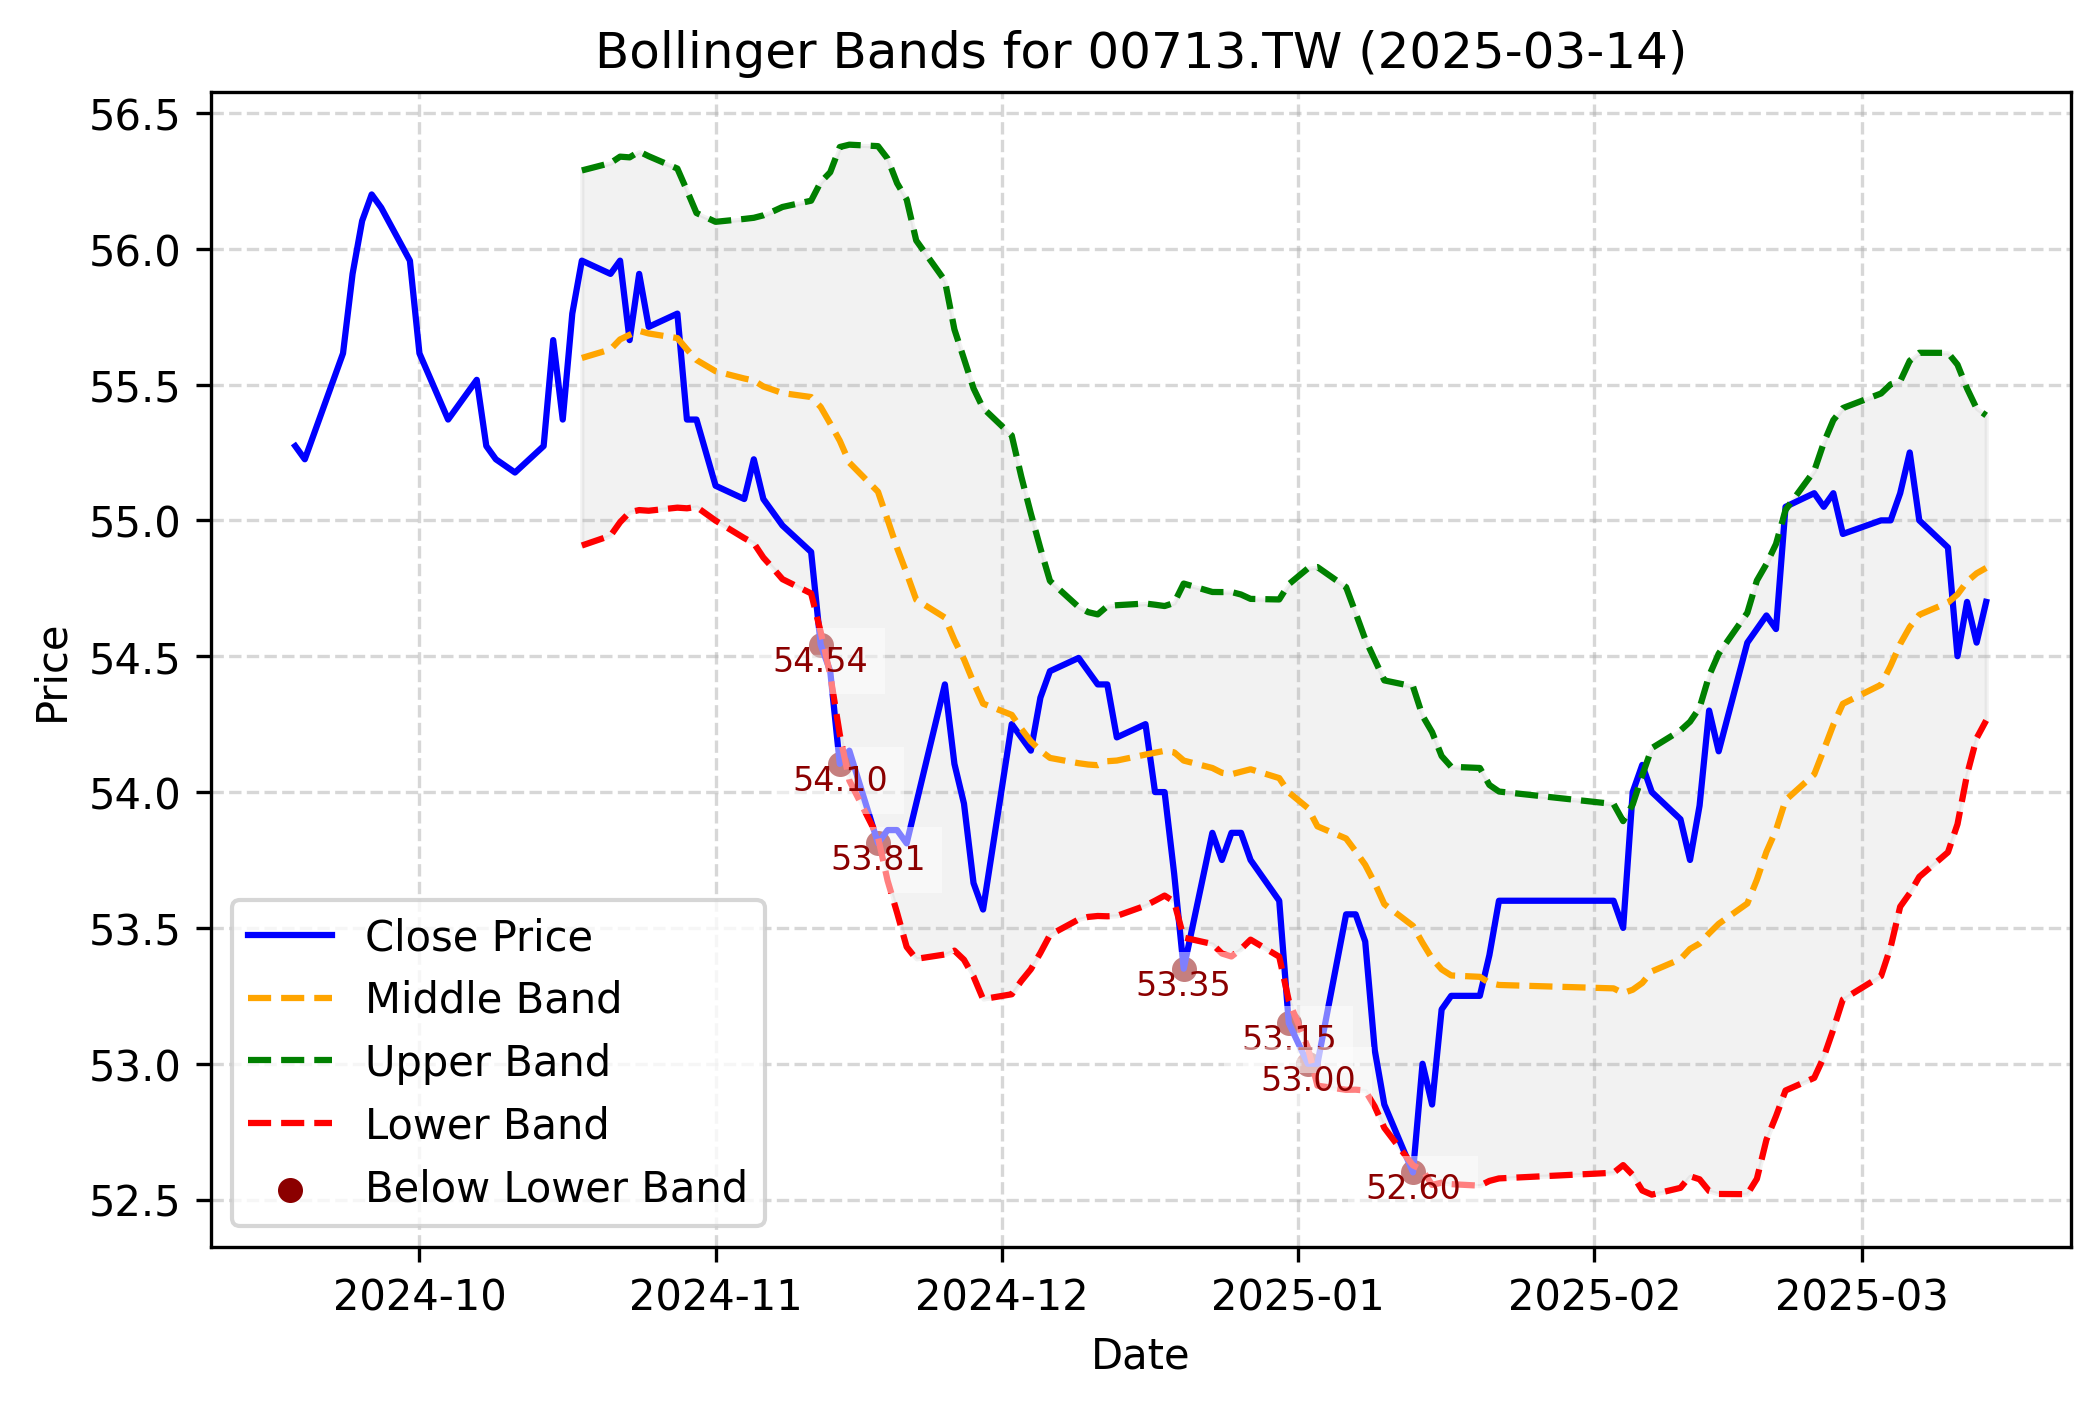 Bollinger Bands for 00713.TW (2025-03-14)
56.5
56.0
55.5
55.0
54.5
54.0
53.5
53.0
52.5
Price
54.54
54.10
53.81
53.35
53.15
53.00
52.60
Close Price
Middle Band
Upper Band
Lower Band
Below Lower Band
2024-10
2024-11
2024-12
2025-01
2025-02
2025-03
Date